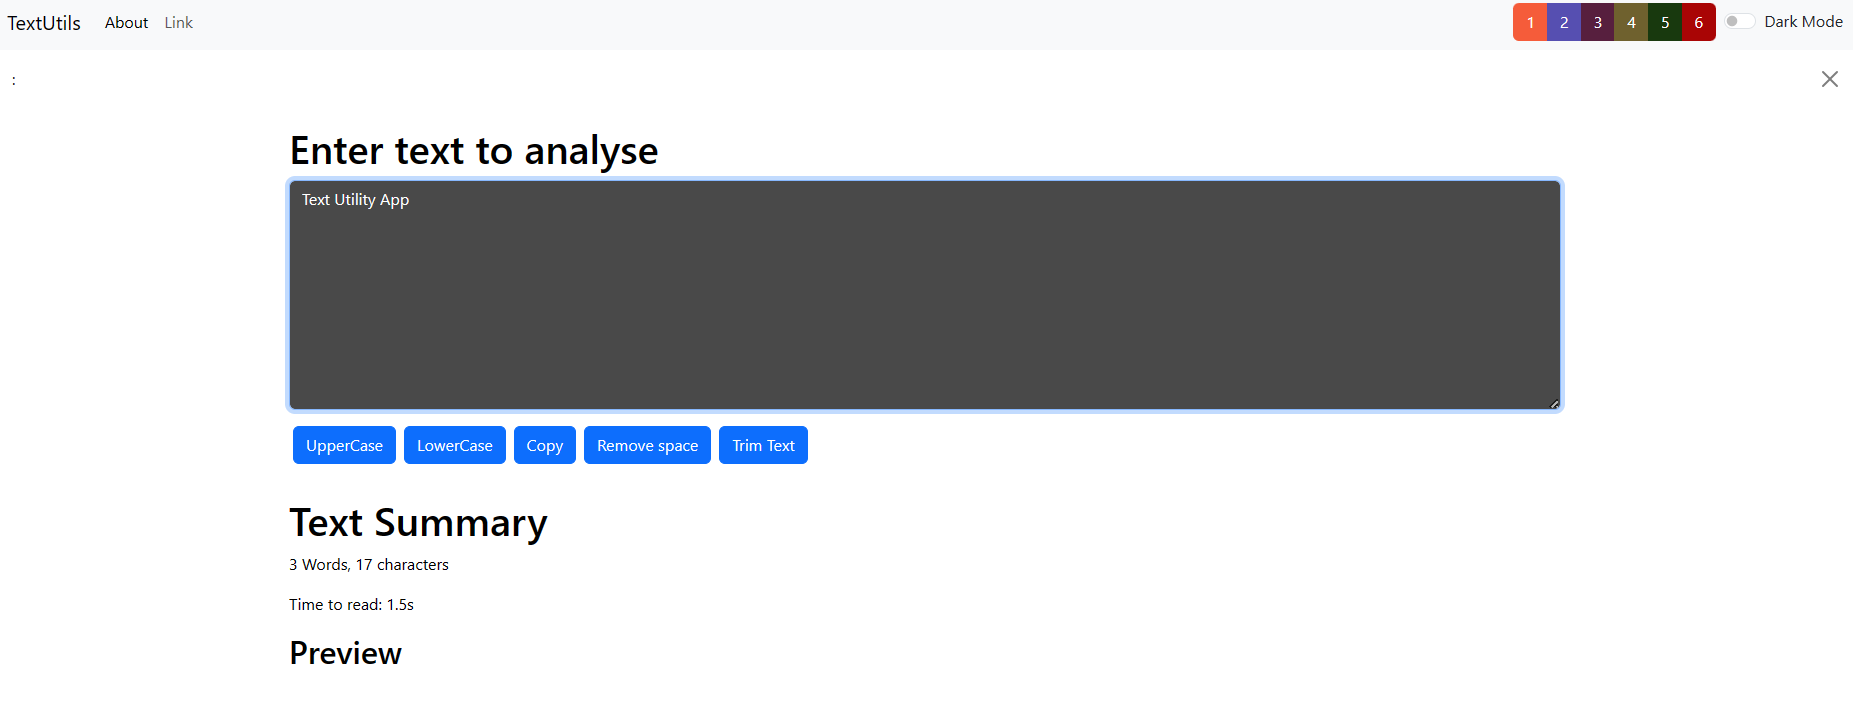 TextUtils About Link 1 2 3 4 5 6 Dark Mode
:
Enter text to analyse
Text Utility App
UpperCase LowerCase Copy Remove space Trim Text
Text Summary
3 Words, 17 characters
Time to read: 1.5s
Preview